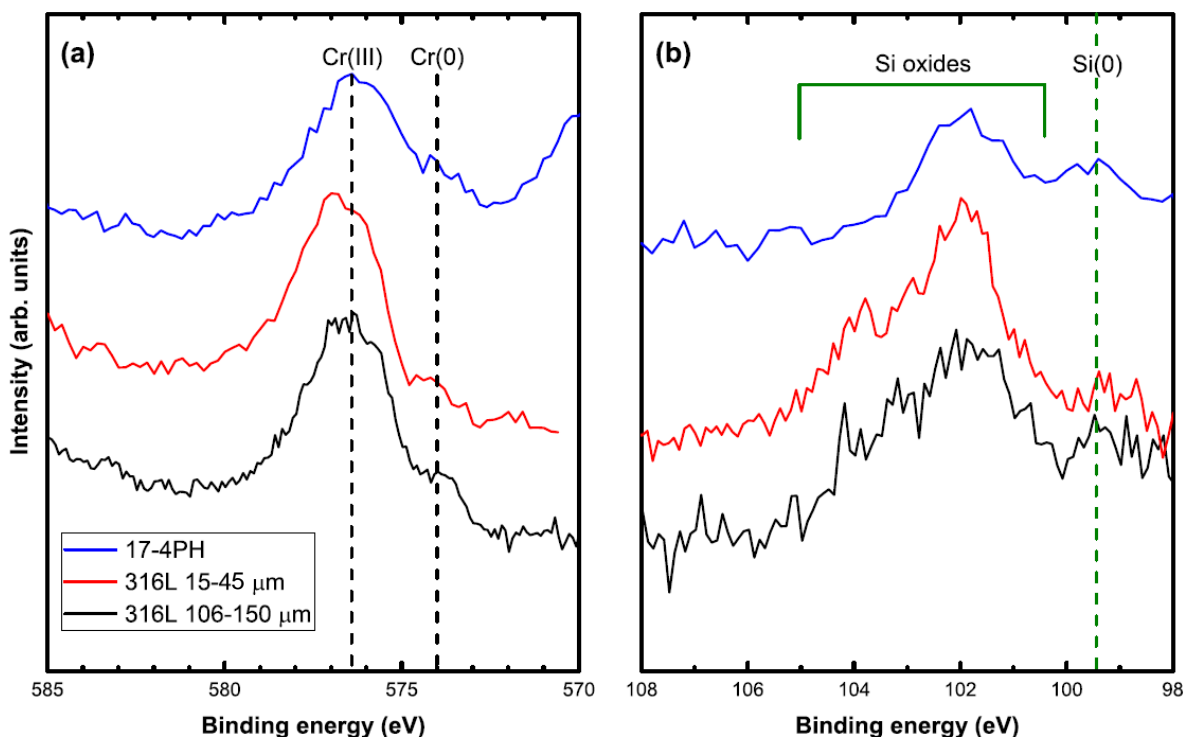 (a)
Cr(III)
Cr(0)
(b)
Si oxides
Si(0)
Intensity (arb. units)
17-4PH
316L 15-45 μm
316L 106-150 μm
585
580
575
570
108
106
104
102
100
98
Binding energy (eV)
Binding energy (eV)